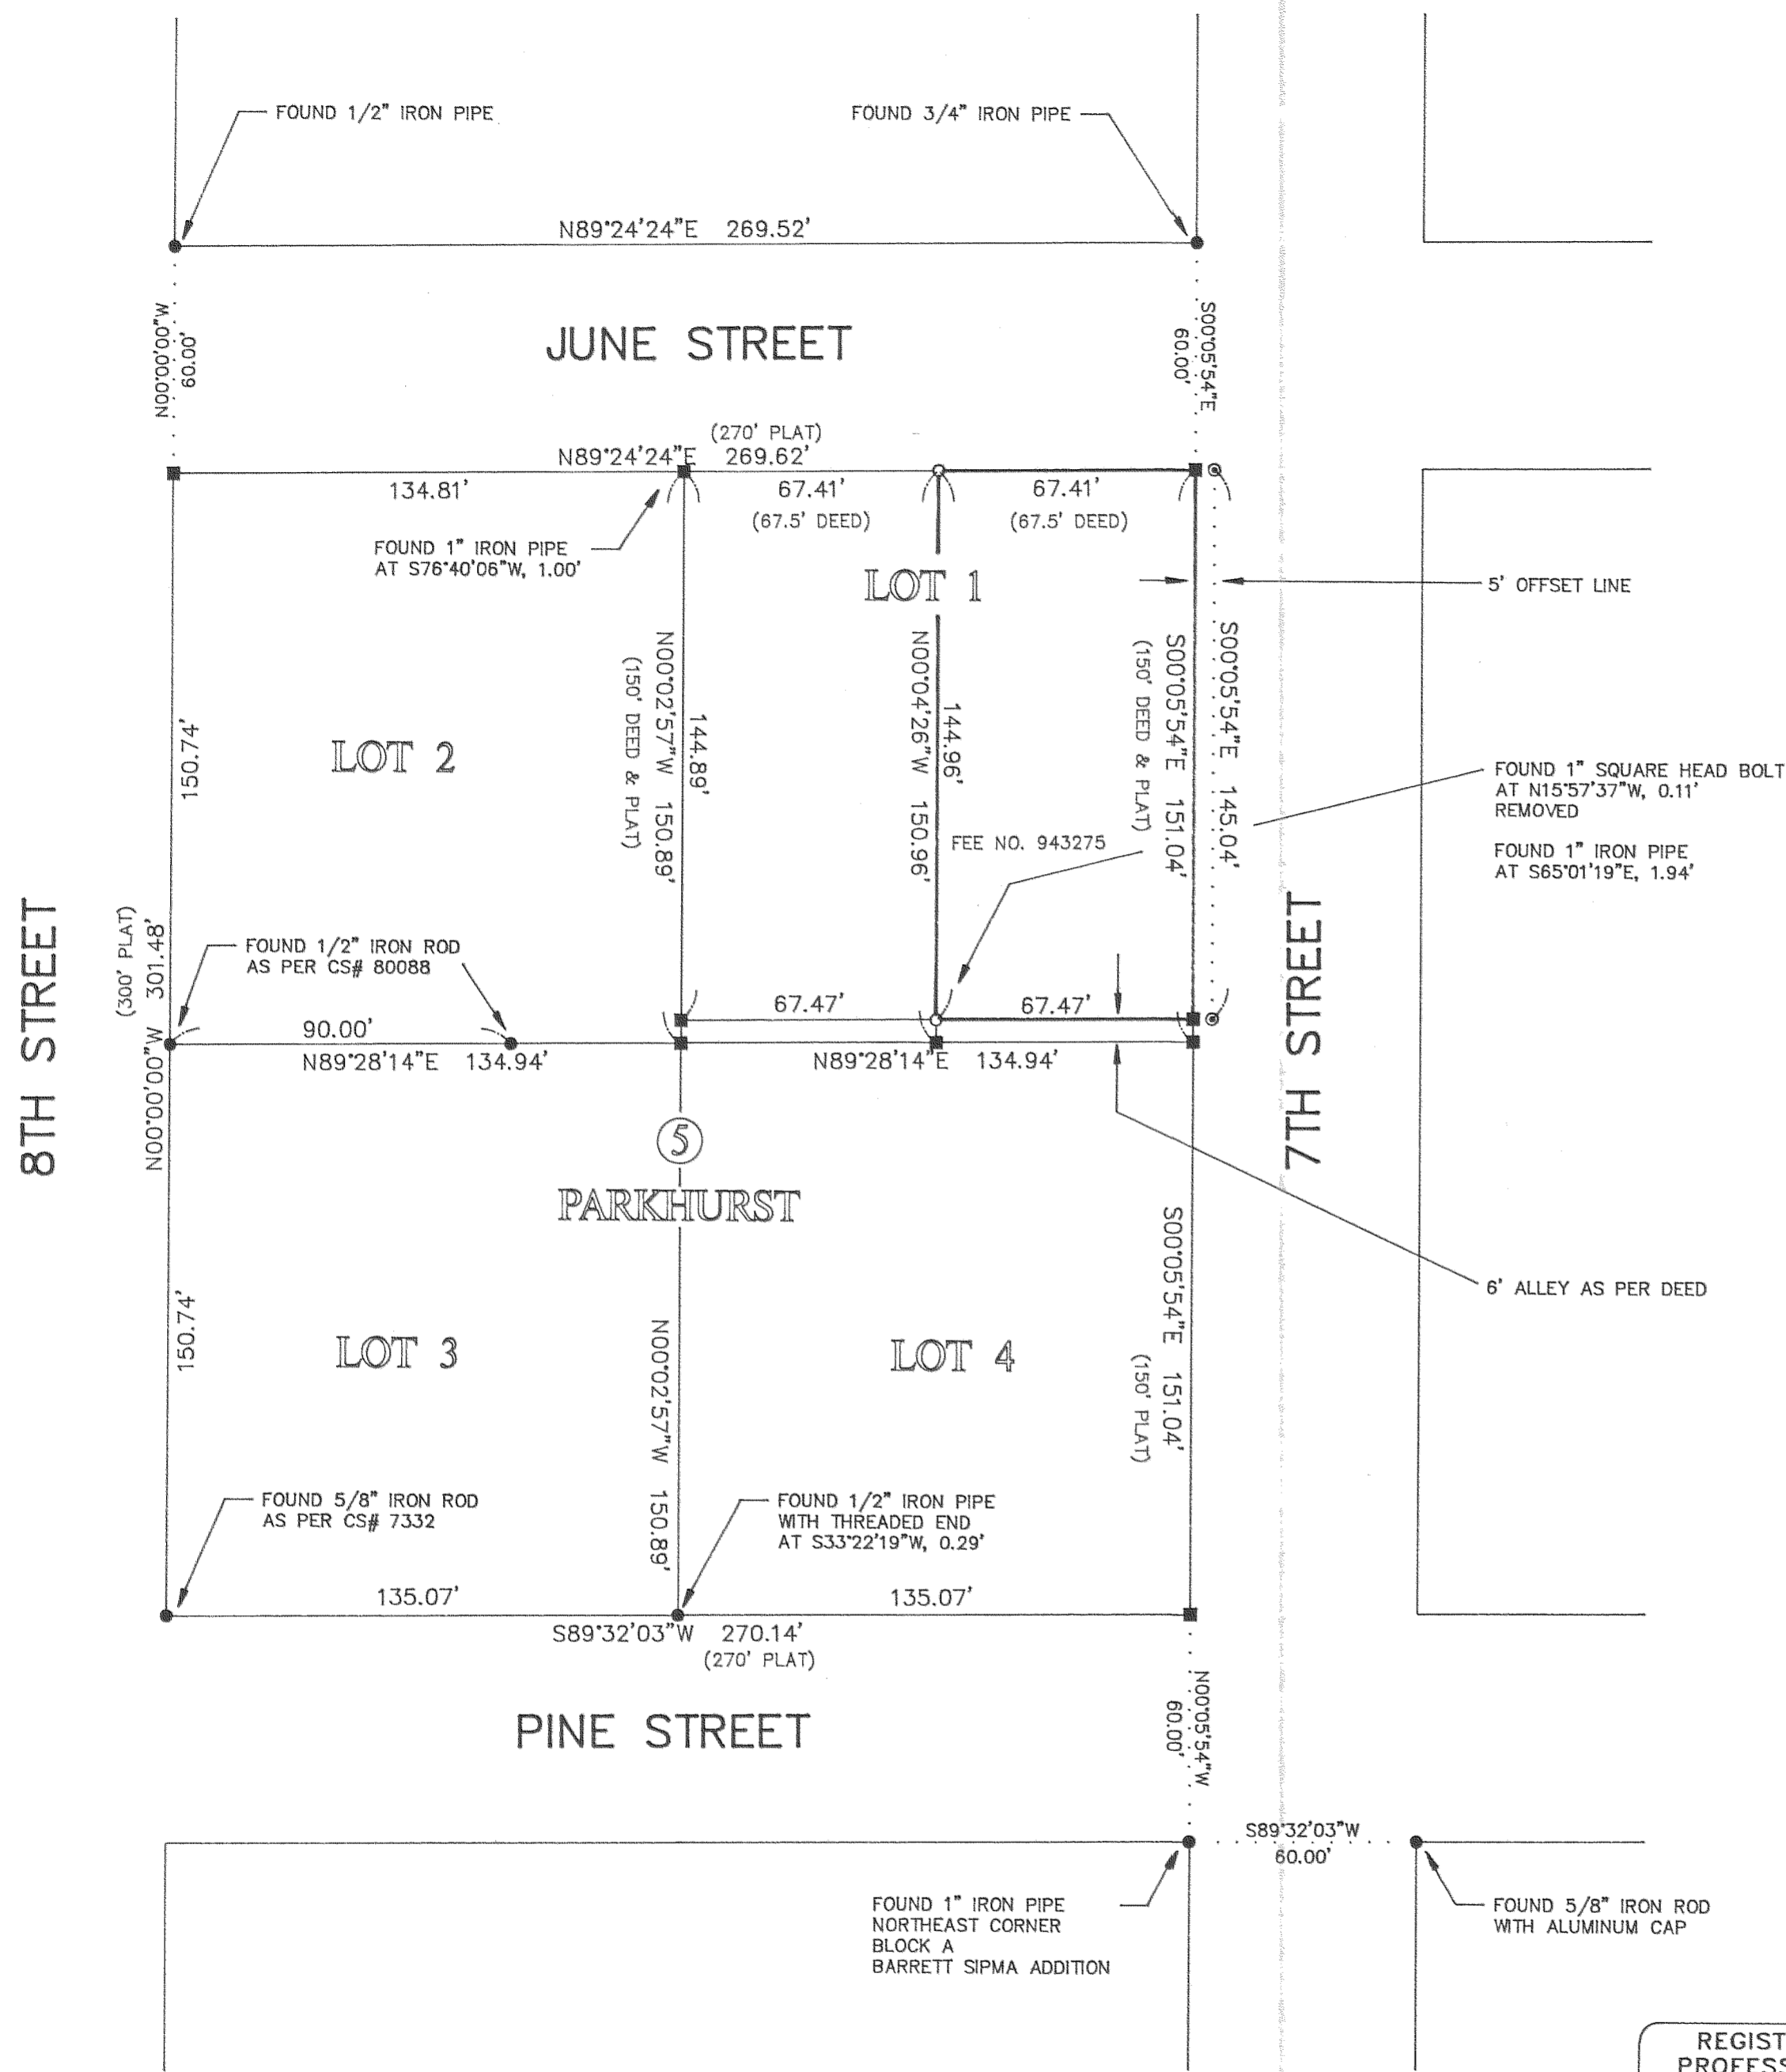 FOUND 1/2" IRON PIPE
FOUND 3/4" IRON PIPE
N89°24'24"E 269.52'
N00°00'00"W
60.00'
JUNE STREET
S00°05'54"E
60.00'
(270' PLAT)
N89°24'24"E 269.62'
134.81'
67.41'
(67.5' DEED)
67.41'
(67.5' DEED)
FOUND 1" IRON PIPE
AT S76°40'06"W, 1.00'
LOT 1
5' OFFSET LINE
LOT 2
150.74'
(150' DEED & PLAT)
N00°02'57"W 150.89'
144.89'
N00°04'26"W 150.96'
144.96'
(150' DEED & PLAT)
S00°05'54"E 151.04'
S00°05'54"E 145.04'
FOUND 1" SQUARE HEAD BOLT
AT N15°57'37"W, 0.11'
REMOVED
FOUND 1" IRON PIPE
AT S65°01'19"E, 1.94'
FEE NO. 943275
8TH STREET
(300' PLAT)
N00°00'00"W 301.48'
FOUND 1/2" IRON ROD
AS PER CS# 80088
90.00'
N89°28'14"E 134.94'
67.47'
67.47'
N89°28'14"E 134.94'
7TH STREET
5
PARKHURST
6' ALLEY AS PER DEED
150.74'
LOT 3
N00°02'57"W 150.89'
LOT 4
S00°05'54"E 151.04'
(150' PLAT)
FOUND 5/8" IRON ROD
AS PER CS# 7332
FOUND 1/2" IRON PIPE
WITH THREADED END
AT S33°22'19"W, 0.29'
135.07'
135.07'
S89°32'03"W 270.14'
(270' PLAT)
PINE STREET
N00°05'54"W
60.00'
S89°32'03"W
60.00'
FOUND 1" IRON PIPE
NORTHEAST CORNER
BLOCK A
BARRETT SIPMA ADDITION
FOUND 5/8" IRON ROD
WITH ALUMINUM CAP
REGIST
PROFESS